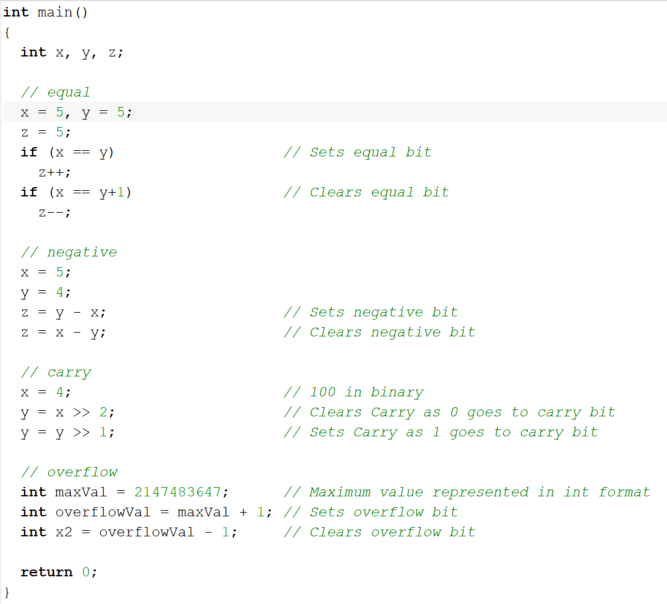 int main()
{
  int x, y, z;

  // equal
  x = 5, y = 5;
  z = 5;
  if (x == y)                   // Sets equal bit
    z++;
  if (x == y+1)                 // Clears equal bit
    z--;

  // negative
  x = 5;
  y = 4;
  z = y - x;                    // Sets negative bit
  z = x - y;                    // Clears negative bit

  // carry
  x = 4;                        // 100 in binary
  y = x >> 2;                   // Clears Carry as 0 goes to carry bit
  y = y >> 1;                   // Sets Carry as 1 goes to carry bit

  // overflow
  int maxVal = 2147483647;      // Maximum value represented in int format
  int overflowVal = maxVal + 1; // Sets overflow bit
  int x2 = overflowVal - 1;     // Clears overflow bit

  return 0;
}